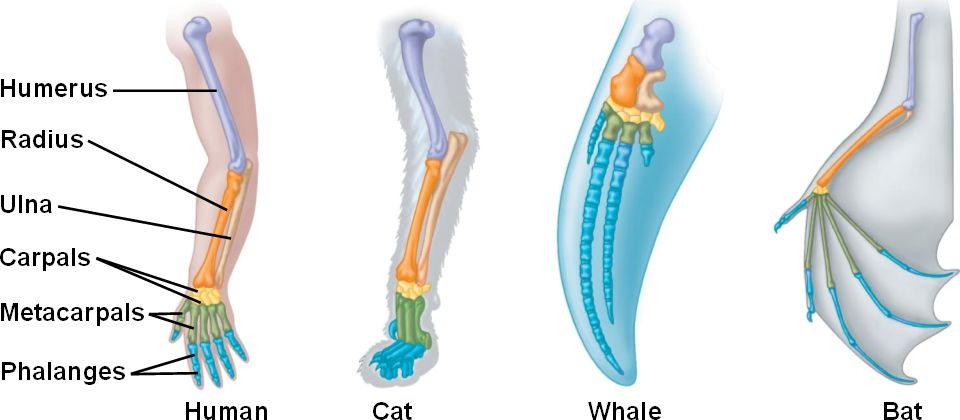 Humerus
Radius
Ulna
Carpals
Metacarpals
Phalanges
Human Cat Whale Bat